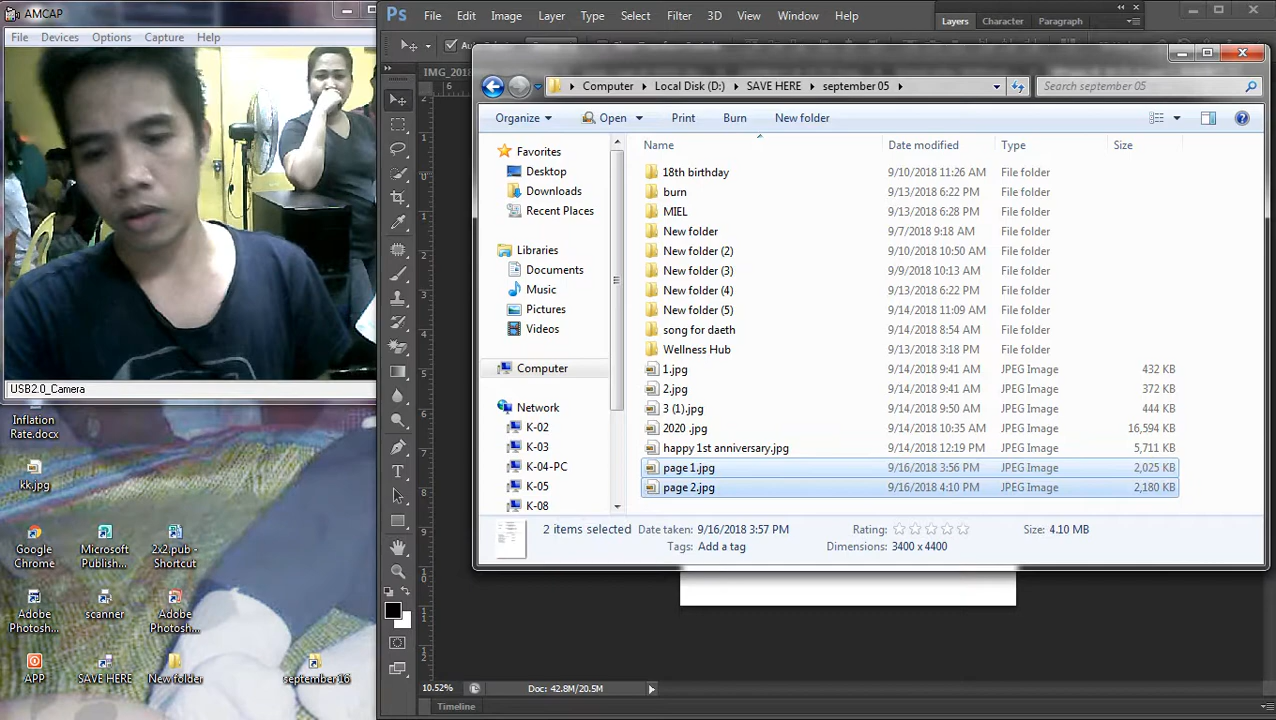 AMCAP
File Devices Options Capture Help
USB2.0_Camera
Inflation
Rate.docx
kk.jpg
Google
Chrome
Microsoft
Publish...
2x2.pub -
Shortcut
Adobe
Photosh...
scanner
Adobe
Photosh...
APP
SAVE HERE
New folder
september16
Ps File Edit Image Layer Type Select Filter 3D View Window Help
Layers Character Paragraph
IMG_2018
Computer Local Disk (D:) SAVE HERE september 05
Search september 05
Organize Open Print Burn New folder
Favorites
Desktop
Downloads
Recent Places
Libraries
Documents
Music
Pictures
Videos
Computer
Network
K-02
K-03
K-04-PC
K-05
K-08
Name Date modified Type Size
18th birthday 9/10/2018 11:26 AM File folder
burn 9/13/2018 6:22 PM File folder
MIEL 9/13/2018 6:28 PM File folder
New folder 9/7/2018 9:18 AM File folder
New folder (2) 9/10/2018 10:50 AM File folder
New folder (3) 9/9/2018 10:13 AM File folder
New folder (4) 9/13/2018 6:22 PM File folder
New folder (5) 9/14/2018 11:09 AM File folder
song for daeth 9/14/2018 8:54 AM File folder
Wellness Hub 9/13/2018 3:18 PM File folder
1.jpg 9/14/2018 9:41 AM JPEG Image 432 KB
2.jpg 9/14/2018 9:41 AM JPEG Image 372 KB
3 (1).jpg 9/14/2018 9:50 AM JPEG Image 444 KB
2020 .jpg 9/14/2018 10:35 AM JPEG Image 16,594 KB
happy 1st anniversary.jpg 9/14/2018 12:19 PM JPEG Image 5,711 KB
page 1.jpg 9/16/2018 3:56 PM JPEG Image 2,025 KB
page 2.jpg 9/16/2018 4:10 PM JPEG Image 2,180 KB
2 items selected Date taken: 9/16/2018 3:57 PM Rating: Size: 4.10 MB
Tags: Add a tag Dimensions: 3400 x 4400
10.52% Doc: 42.8M/20.5M
Timeline